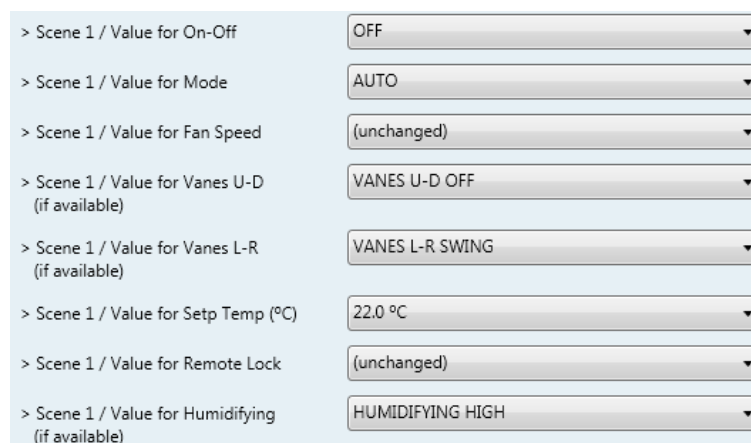 > Scene 1 / Value for On-Off OFF
> Scene 1 / Value for Mode AUTO
> Scene 1 / Value for Fan Speed (unchanged)
> Scene 1 / Value for Vanes U-D VANES U-D OFF
(if available)
> Scene 1 / Value for Vanes L-R VANES L-R SWING
(if available)
> Scene 1 / Value for Setp Temp (ºC) 22.0 ºC
> Scene 1 / Value for Remote Lock (unchanged)
> Scene 1 / Value for Humidifying HUMIDIFYING HIGH
(if available)